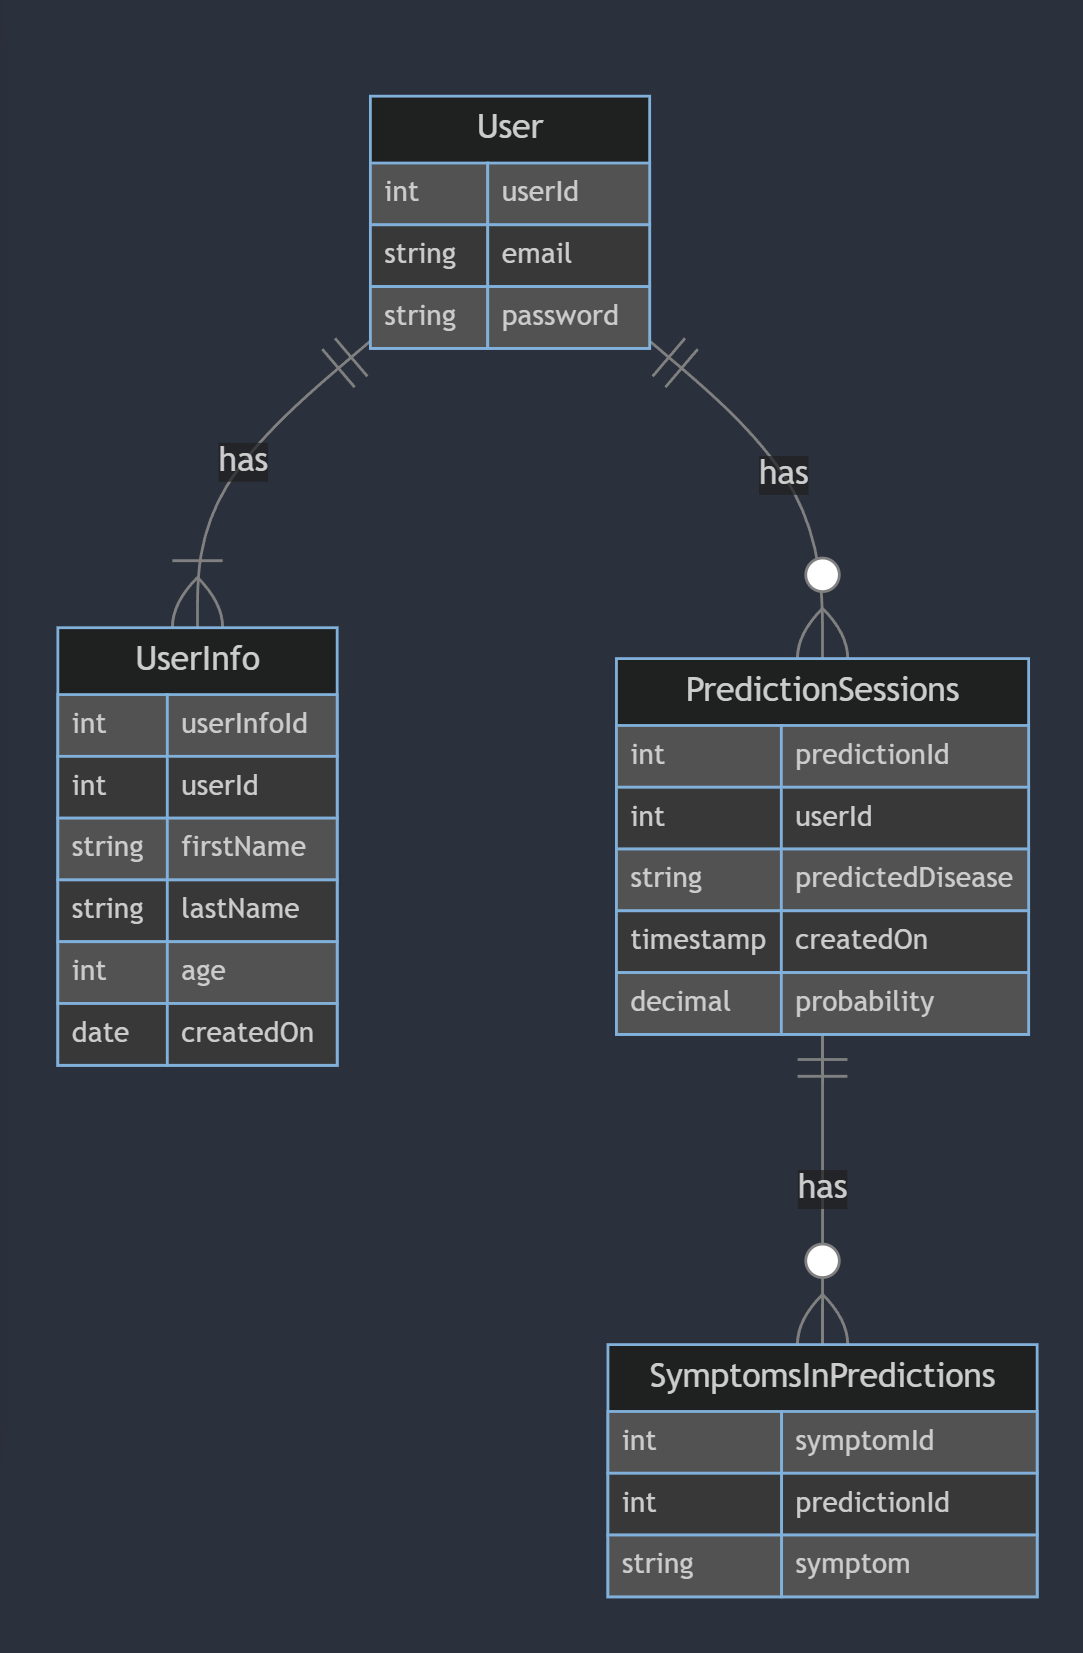 User
int userId
string email
string password
has
has
UserInfo
int userInfoId
int userId
string firstName
string lastName
int age
date createdOn
PredictionSessions
int predictionId
int userId
string predictedDisease
timestamp createdOn
decimal probability
has
SymptomsInPredictions
int symptomId
int predictionId
string symptom